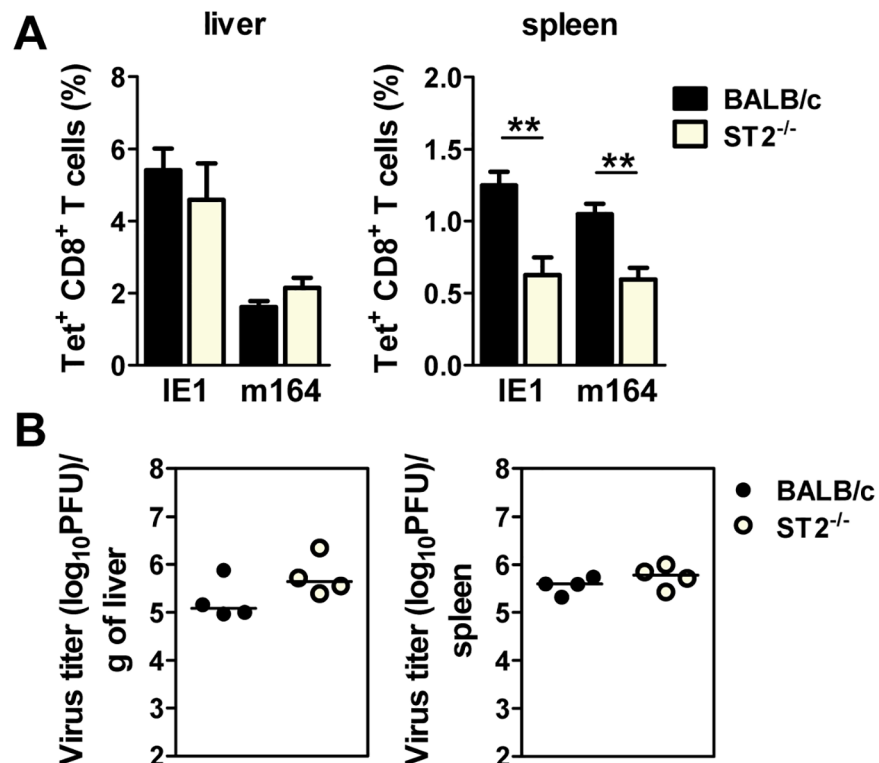 A
liver
spleen
Tet⁺ CD8⁺ T cells (%)
8
6
4
2
0
IE1 m164
Tet⁺ CD8⁺ T cells (%)
2.0
1.5
1.0
0.5
0.0
** **
IE1 m164
BALB/c
ST2⁻/⁻
B
Virus titer (log₁₀PFU)/
g of liver
8
7
6
5
4
3
2
Virus titer (log₁₀PFU)/
spleen
8
7
6
5
4
3
2
BALB/c
ST2⁻/⁻